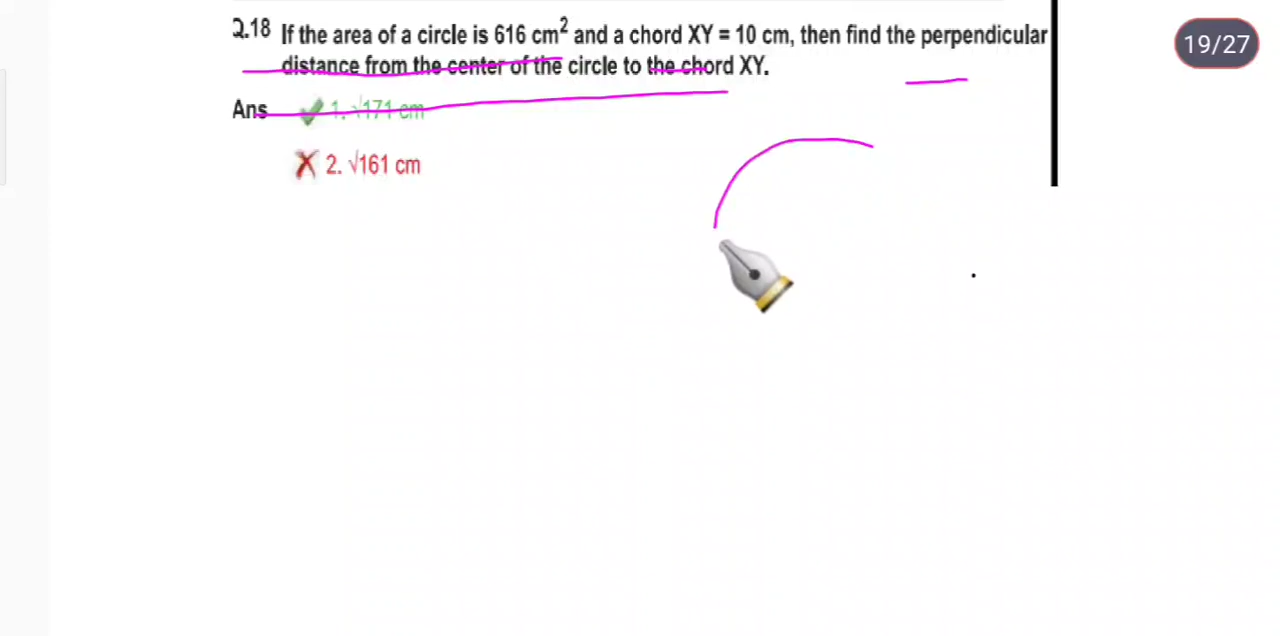 Q.18 If the area of a circle is 616 cm² and a chord XY = 10 cm, then find the perpendicular
distance from the center of the circle to the chord XY.
Ans 1. √171 cm
2. √161 cm
19/27